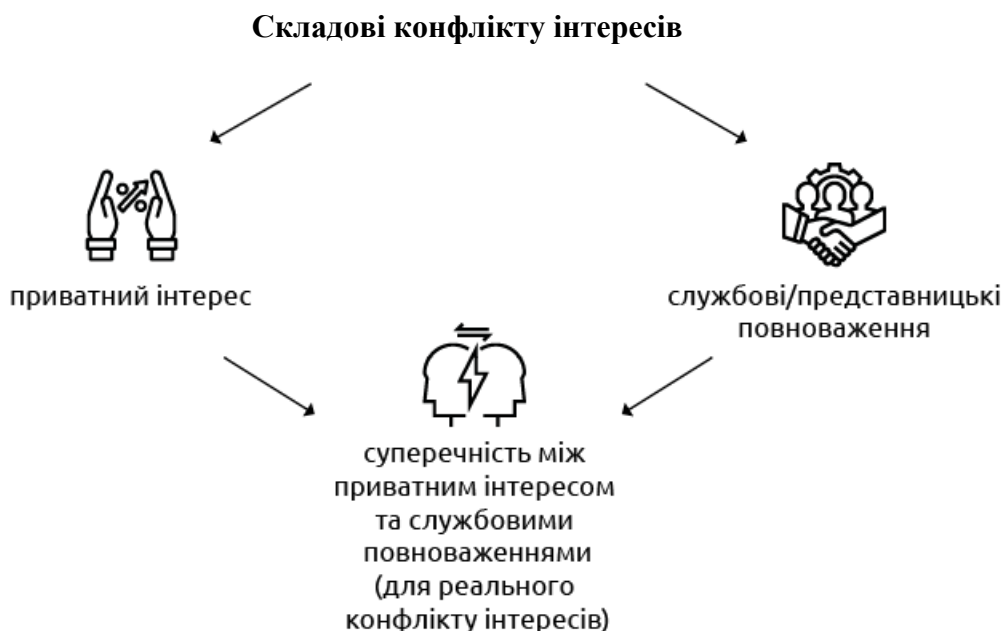 Складові конфлікту інтересів
приватний інтерес
службові/представницькі
повноваження
суперечність між
приватним інтересом
та службовими
повноваженнями
(для реального
конфлікту інтересів)